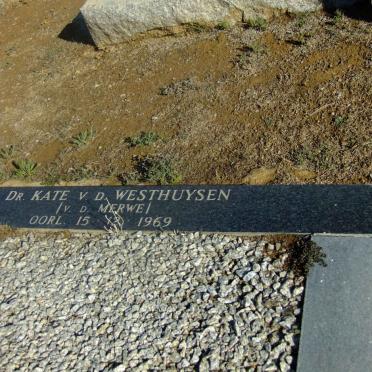 DR. KATE V. D. WESTHUYSEN
(V. D. MERWE)
OORL. 15 1969